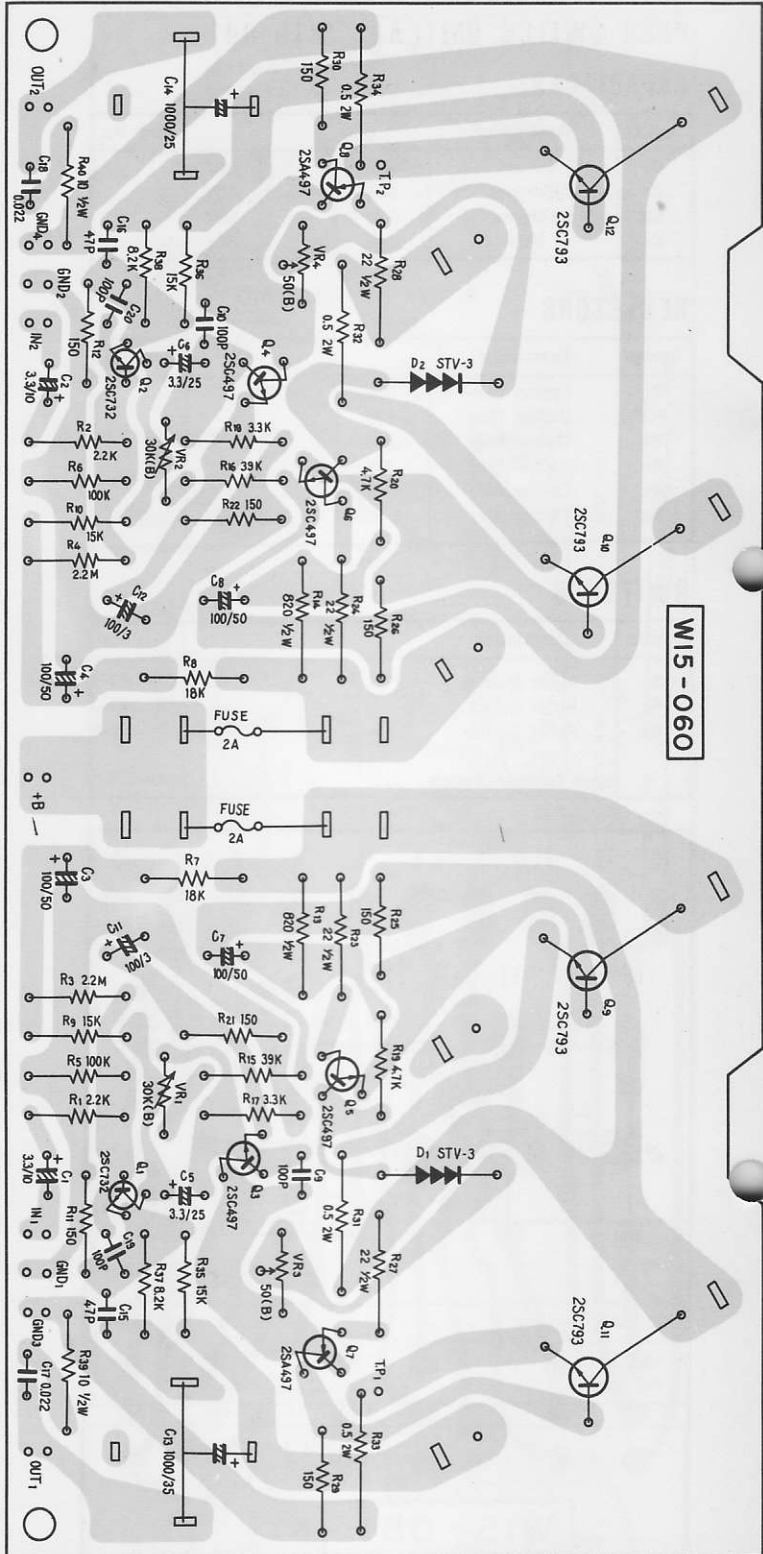 OUT2
C14 1000/25
+
R30
150
R34
0.5 2W
C18
0.022
R40 10 ½W
GND4
C16
47P
R38
8.2K
R36
15K
Q8
2SA497
T.P2
Q12
2SC793
GND2
C20
100P
C10 100P
VR4
50(B)
R28
22 ½W
IN2
R12
150
Q2
2SC732
C6
+
3.3/25
Q4
2SC497
R32
0.5 2W
D2 STV-3
C2
+
3.3/10
R2
2.2K
VR2
30K(B)
R18 3.3K
R6
100K
R16 39K
Q6
2SC497
R20
4.7K
R10
15K
R22 150
Q10
2SC793
R4
2.2M
C12
+
100/3
C8
+
100/50
R14
820 ½W
R24
22 ½W
R26
150
C4
+
100/50
R8
18K
W15-060
FUSE
2A
+B
FUSE
2A
C3
+
100/50
R7
18K
C11
+
100/3
C7
+
100/50
R13
820 ½W
R23
22 ½W
R25
150
Q9
2SC793
R3 2.2M
R9 15K
R21 150
R5 100K
R15 39K
Q5
2SC497
R19 4.7K
R1 2.2K
VR1
30K(B)
R17 3.3K
C1
+
3.3/10
Q1
2SC732
C5
+
3.3/25
Q3
2SC497
C9
100P
D1 STV-3
IN1
R11 150
R31
0.5 2W
GND1
C19
100P
R37 8.2K
R35 15K
VR3
50(B)
R27
22 ½W
GND3
C15
47P
Q7
2SA497
T.P1
Q11
2SC793
C17 0.022
R39 10 ½W
OUT1
C13 1000/35
+
R29
150
R33
0.5 2W